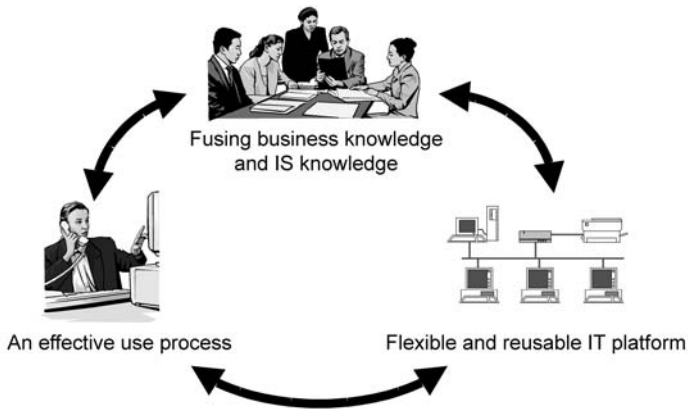 Fusing business knowledge
and IS knowledge
An effective use process
Flexible and reusable IT platform